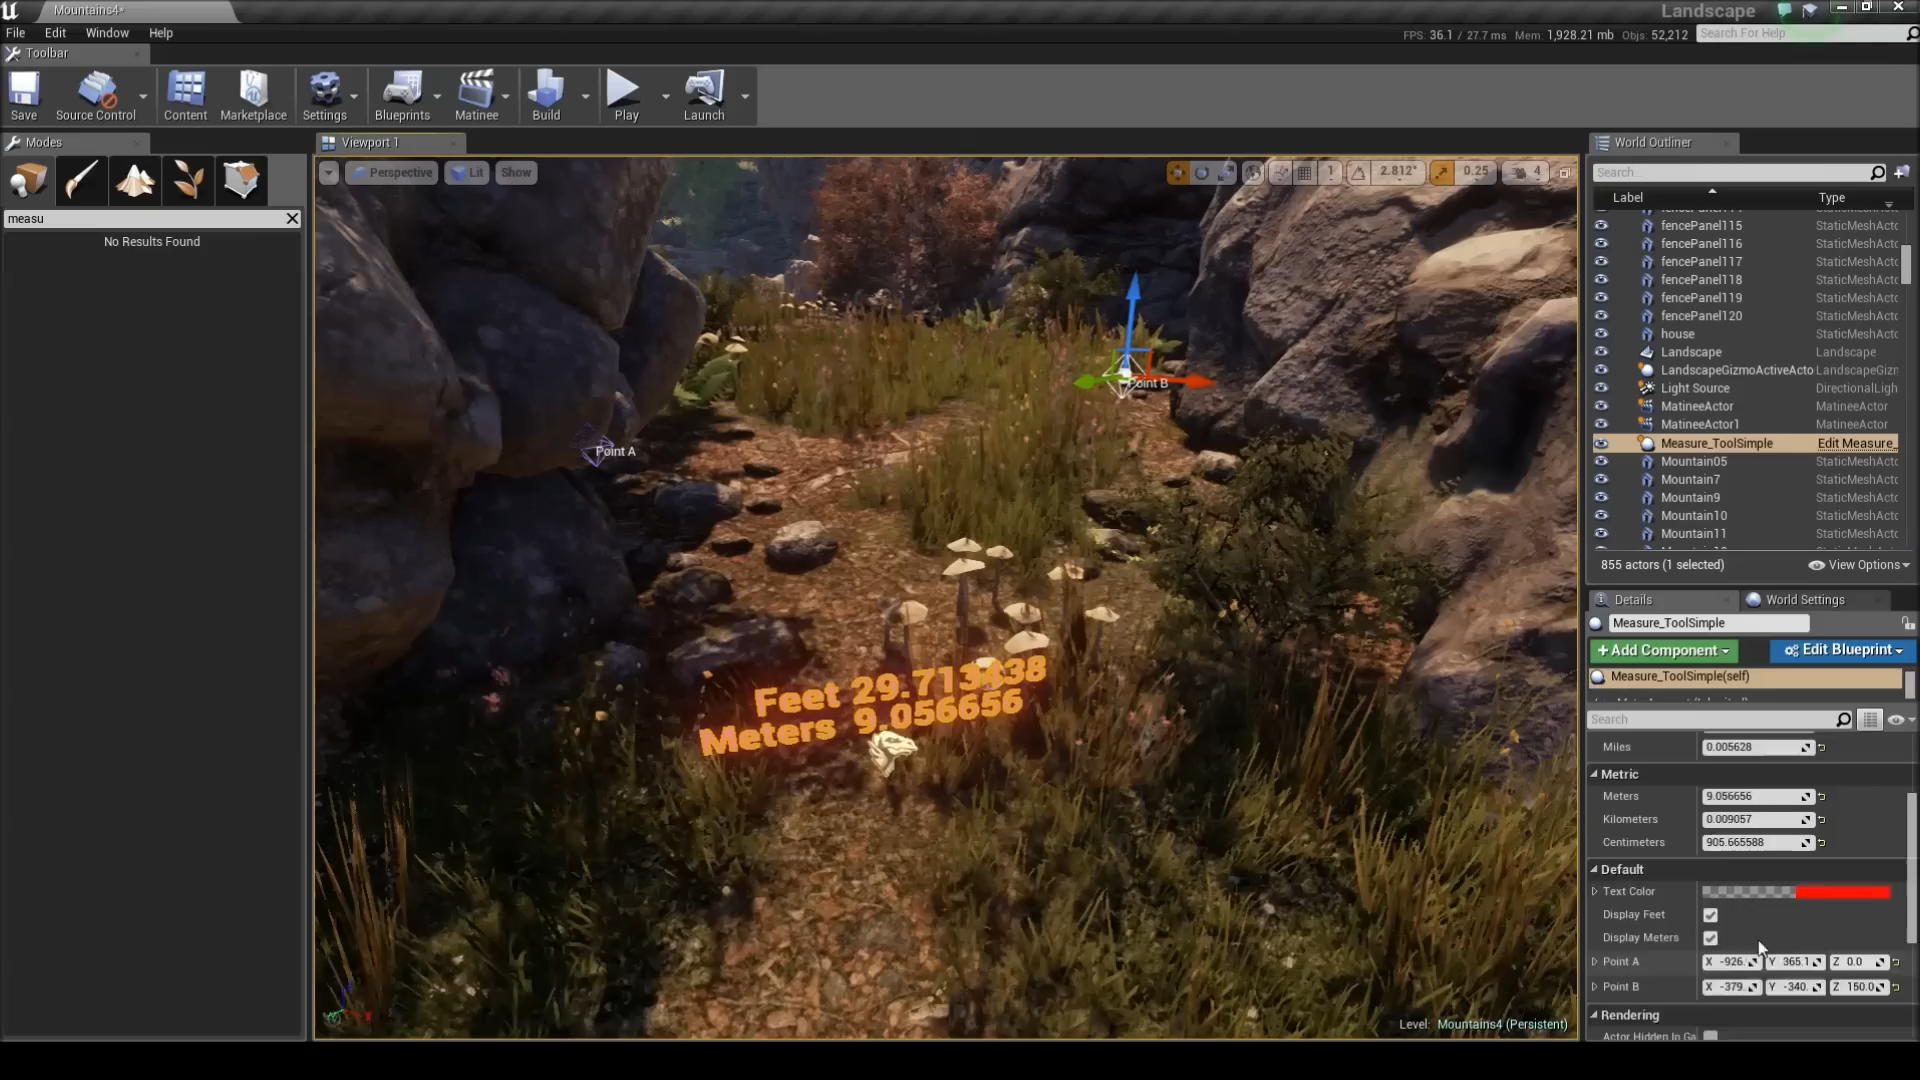 Mountains4*
Landscape
File Edit Window Help
FPS: 36.1 / 27.7 ms Mem: 1,928.21 mb Objs: 52,212
Search For Help
Toolbar
Save
Source Control
Content
Marketplace
Settings
Blueprints
Matinee
Build
Play
Launch
Modes
measu
No Results Found
Viewport 1
Perspective
Lit
Show
1
2.812°
0.25
4
Point A
Point B
Feet 29.713438
Meters 9.056656
Level: Mountains4 (Persistent)
World Outliner
Search...
Label Type
fencePanel115 StaticMeshActo
fencePanel116 StaticMeshActo
fencePanel117 StaticMeshActo
fencePanel118 StaticMeshActo
fencePanel119 StaticMeshActo
fencePanel120 StaticMeshActo
house StaticMeshActo
Landscape Landscape
LandscapeGizmoActiveActo LandscapeGizm
Light Source DirectionalLigh
MatineeActor MatineeActor
MatineeActor1 MatineeActor
Measure_ToolSimple Edit Measure_
Mountain05 StaticMeshActo
Mountain7 StaticMeshActo
Mountain9 StaticMeshActo
Mountain10 StaticMeshActo
Mountain11 StaticMeshActo
855 actors (1 selected)
View Options
Details
World Settings
Measure_ToolSimple
+Add Component
Edit Blueprint
Measure_ToolSimple(self)
Search
Miles 0.005628
Metric
Meters 9.056656
Kilometers 0.009057
Centimeters 905.665588
Default
Text Color
Display Feet
Display Meters
Point A X -926. Y 365.1 Z 0.0
Point B X -379. Y -340. Z 150.0
Rendering
Actor Hidden In Ga